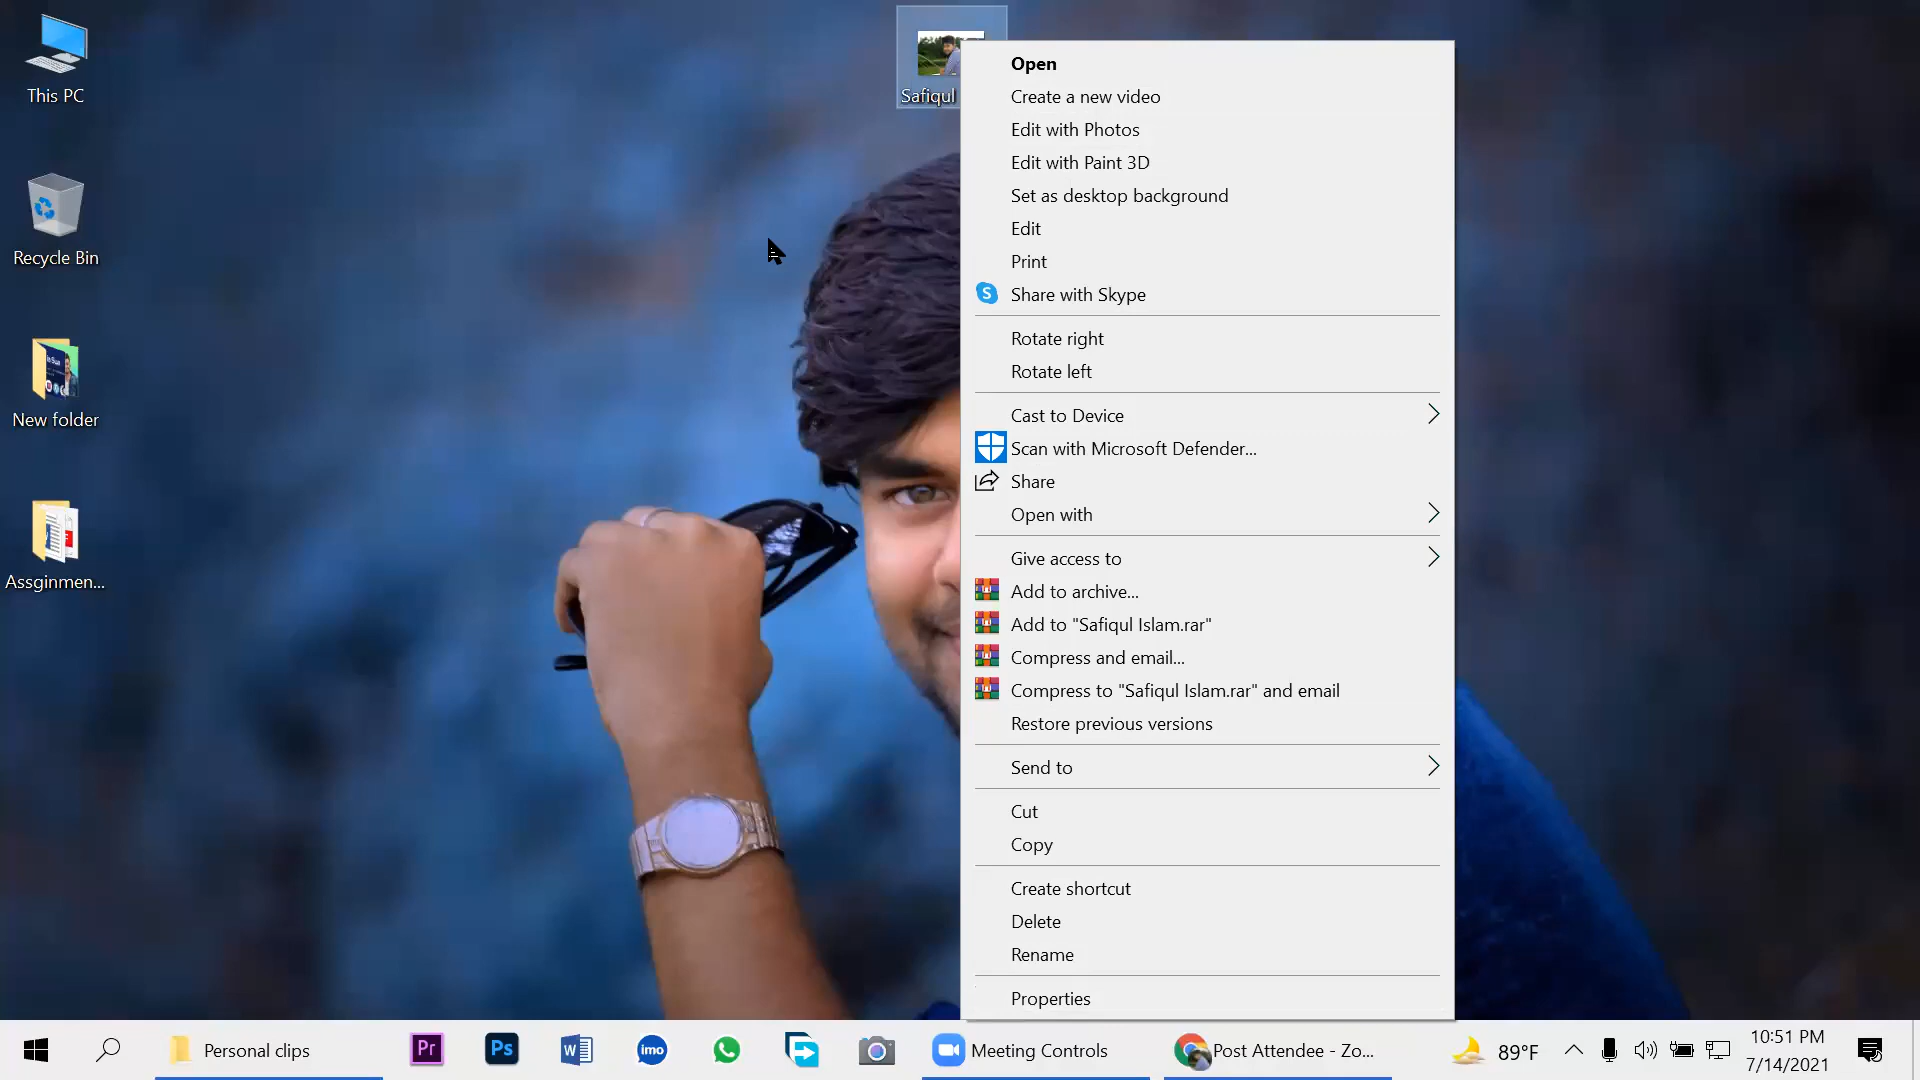 This PC
Recycle Bin
New folder
Assginmen...
Safiqul
Open
Create a new video
Edit with Photos
Edit with Paint 3D
Set as desktop background
Edit
Print
S Share with Skype
Rotate right
Rotate left
Cast to Device
Scan with Microsoft Defender...
Share
Open with
Give access to
Add to archive...
Add to "Safiqul Islam.rar"
Compress and email...
Compress to "Safiqul Islam.rar" and email
Restore previous versions
Send to
Cut
Copy
Create shortcut
Delete
Rename
Properties
Personal clips
Pr
Ps
W
imo
Meeting Controls
Post Attendee - Zo...
89°F
10:51 PM
7/14/2021